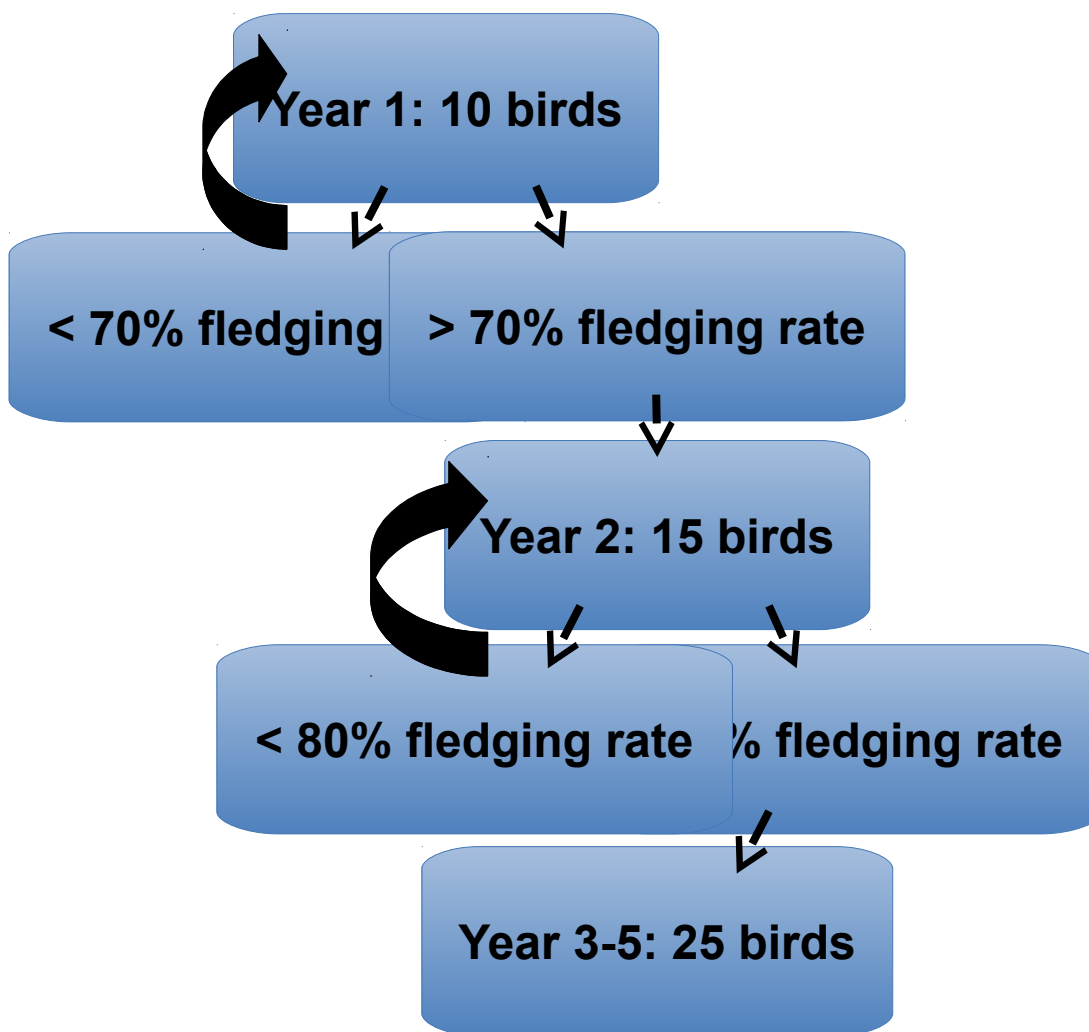 Year 1: 10 birds
< 70% fledging
> 70% fledging rate
Year 2: 15 birds
< 80% fledging rate
% fledging rate
Year 3-5: 25 birds